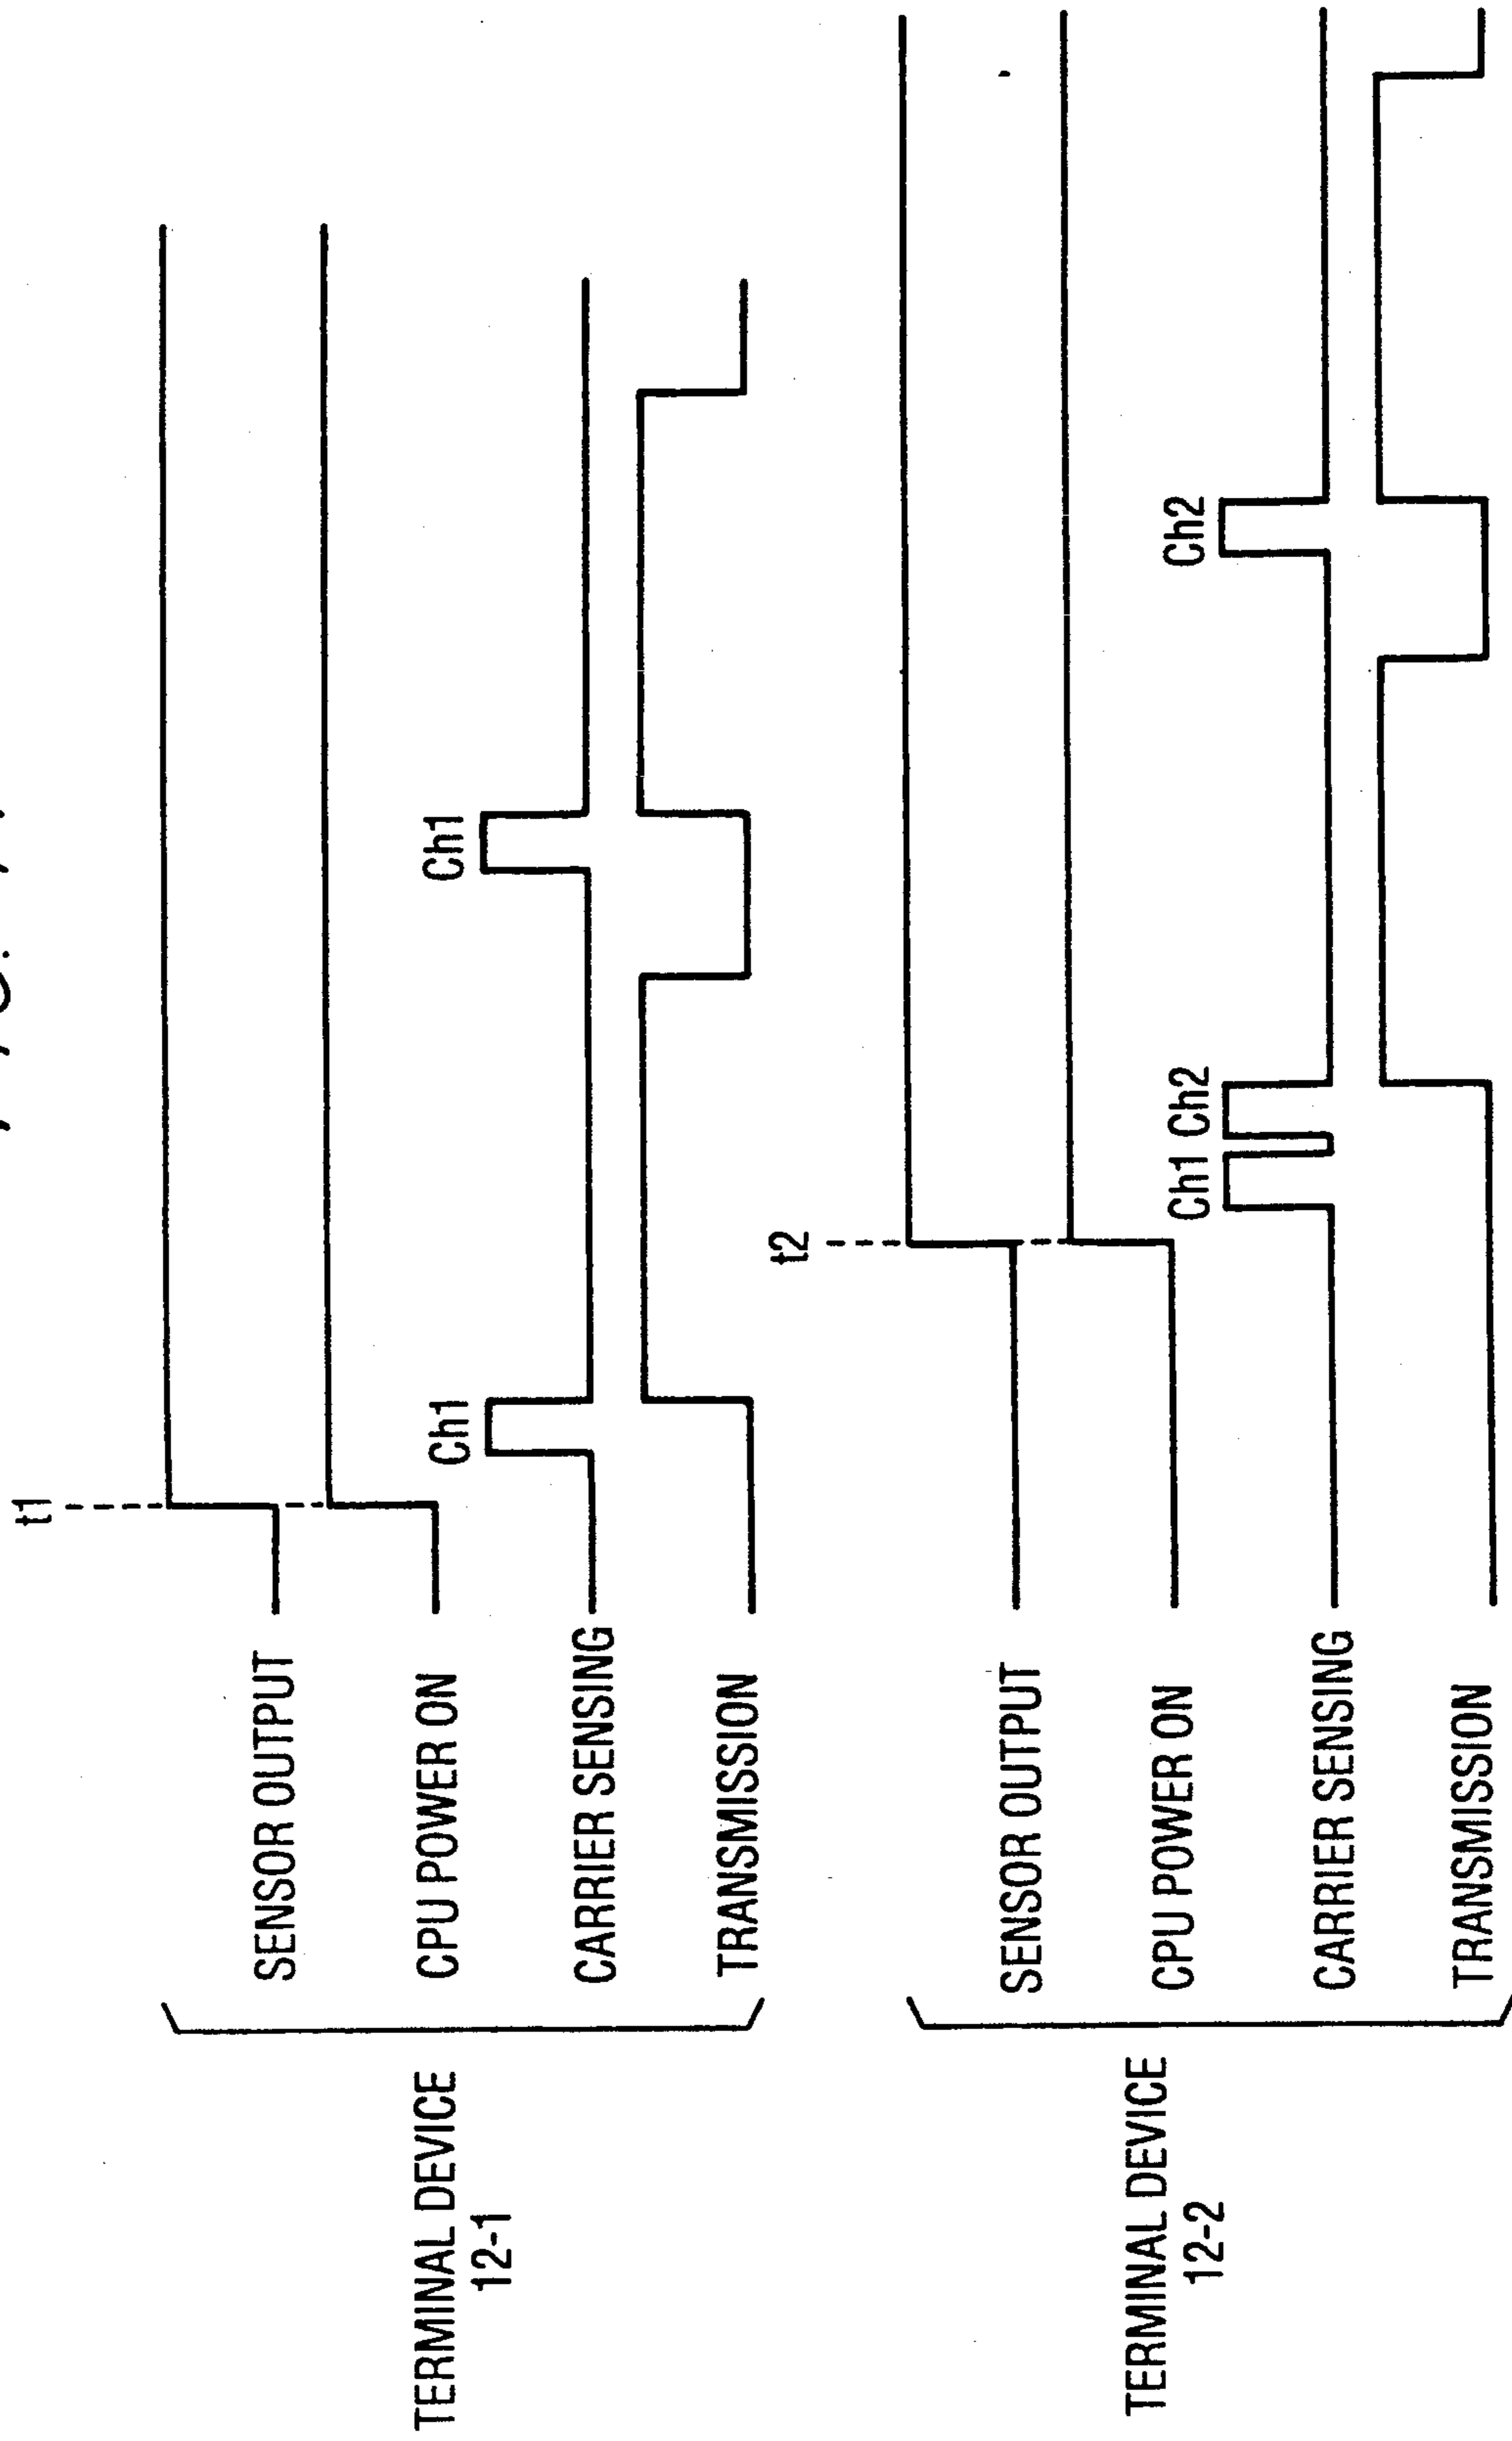 t1
SENSOR OUTPUT
CPU POWER ON
Ch1 Ch1
CARRIER SENSING
TRANSMISSION
TERMINAL DEVICE
12-1
t2
SENSOR OUTPUT
CPU POWER ON
Ch1 Ch2 Ch2
CARRIER SENSING
TRANSMISSION
TERMINAL DEVICE
12-2